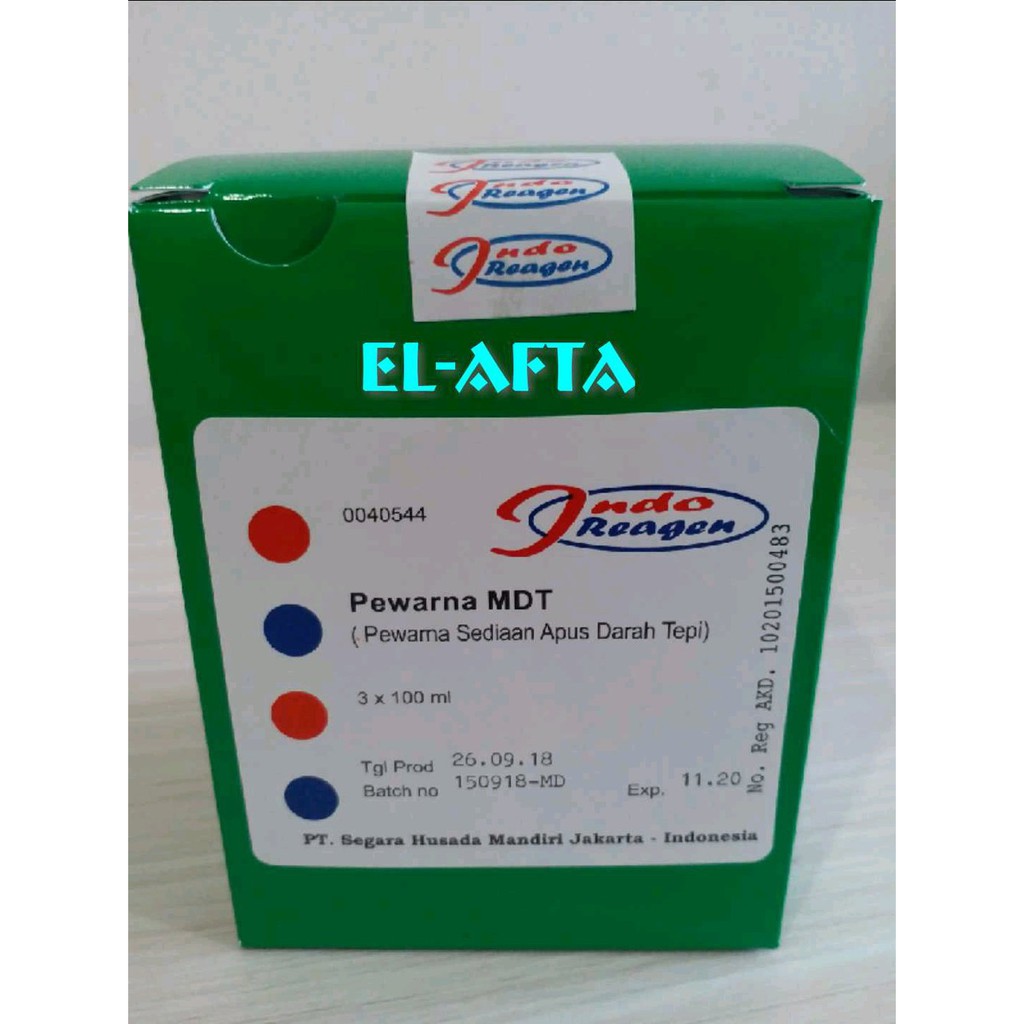 Indo
Reagen
Indo
Reagen
Indo
Reagen
EL-AFTA
0040544
Indo
Reagen
Pewarna MDT
( Pewarna Sediaan Apus Darah Tepi)
3 x 100 ml
Tgl Prod 26.09.18
Batch no 150918-MD
Exp. 11.20
No. Reg AKD. 10201500483
PT. Segara Husada Mandiri Jakarta - Indonesia